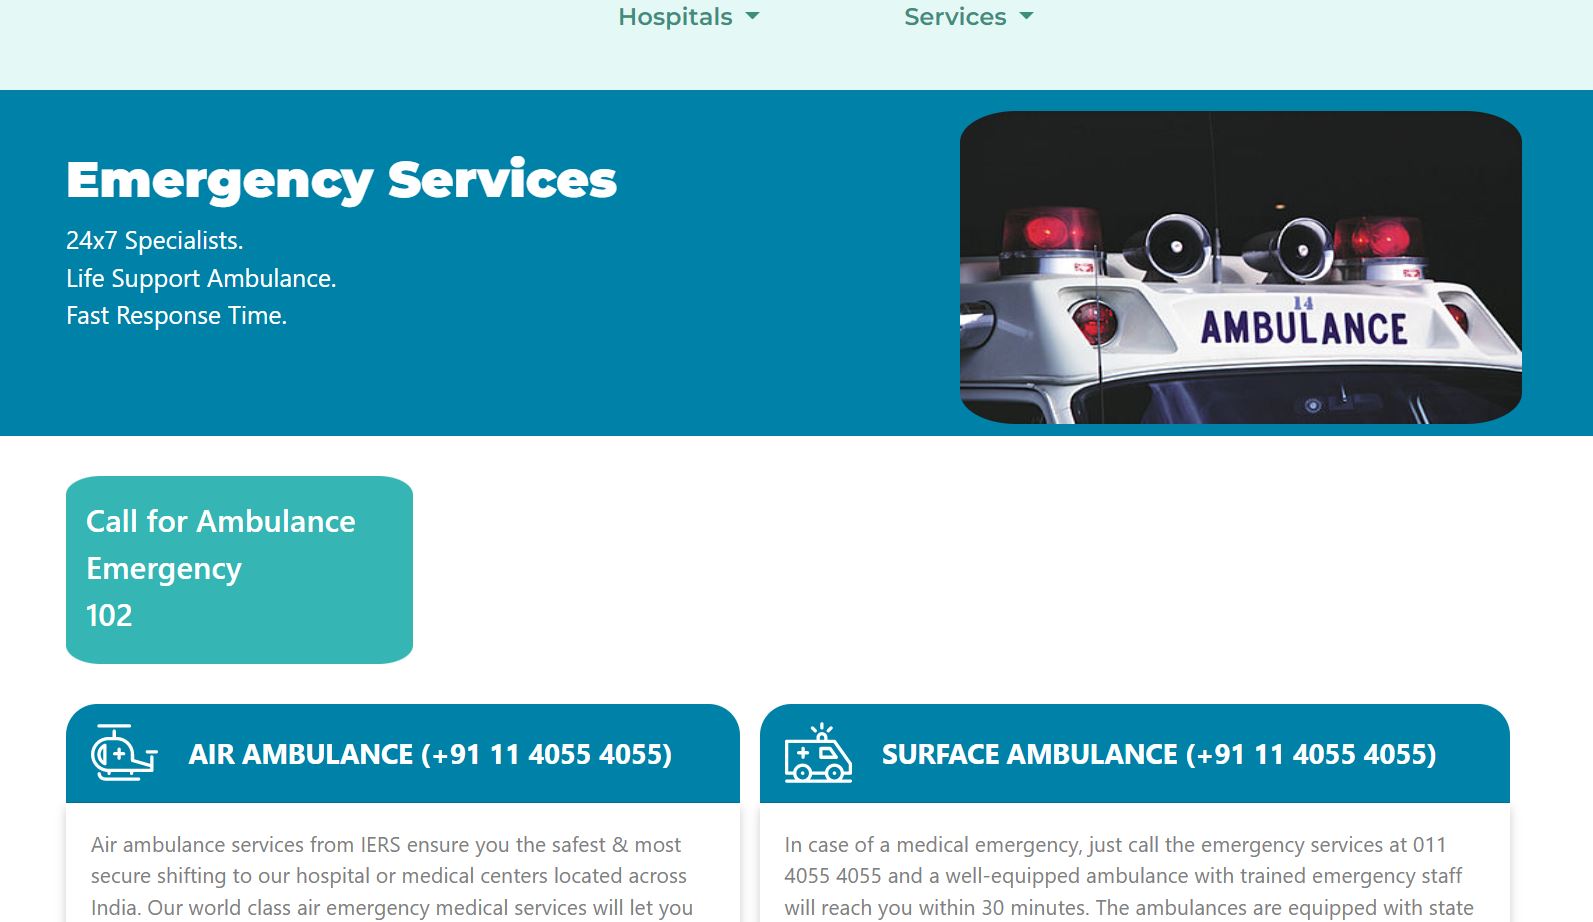 Hospitals
Services
Emergency Services
24x7 Specialists.
Life Support Ambulance.
Fast Response Time.
14
AMBULANCE
Call for Ambulance
Emergency
102
AIR AMBULANCE (+91 11 4055 4055)
Air ambulance services from IERS ensure you the safest & most
secure shifting to our hospital or medical centers located across
India. Our world class air emergency medical services will let you
SURFACE AMBULANCE (+91 11 4055 4055)
In case of a medical emergency, just call the emergency services at 011
4055 4055 and a well-equipped ambulance with trained emergency staff
will reach you within 30 minutes. The ambulances are equipped with state